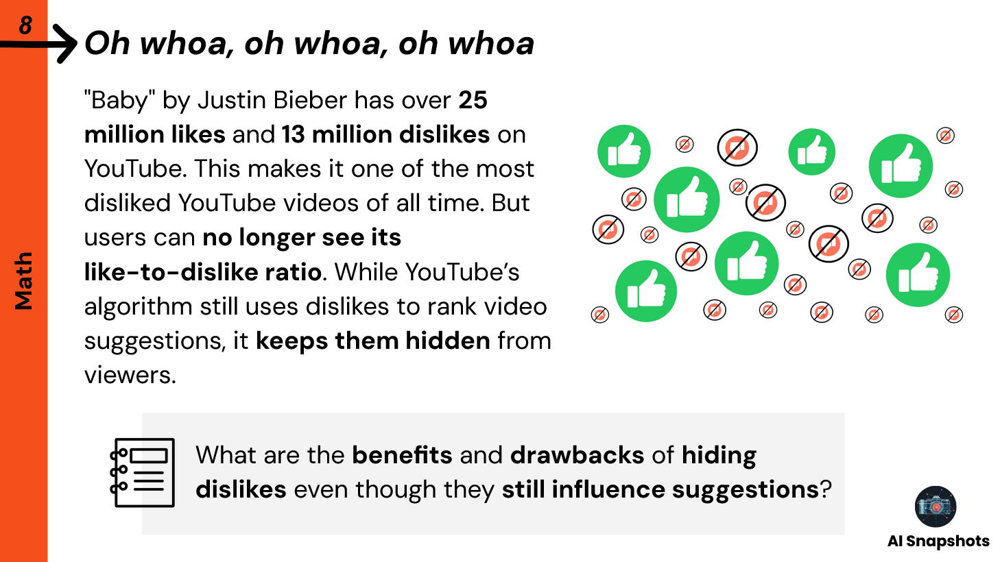 8
Oh whoa, oh whoa, oh whoa
"Baby" by Justin Bieber has over 25
million likes and 13 million dislikes on
YouTube. This makes it one of the most
disliked YouTube videos of all time. But
users can no longer see its
like-to-dislike ratio. While YouTube’s
algorithm still uses dislikes to rank video
suggestions, it keeps them hidden from
viewers.
Math
What are the benefits and drawbacks of hiding
dislikes even though they still influence suggestions?
AI Snapshots